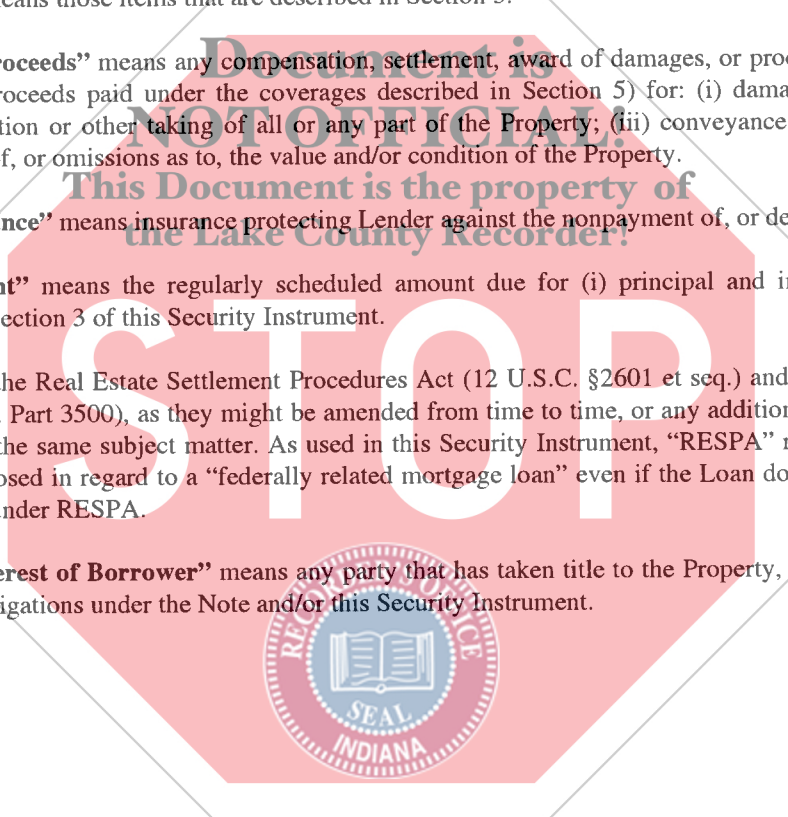 eans those items that are described in Section 3.
Document is
roceeds” means any compensation, settlement, award of damages, or proc
roceeds paid under the coverages described in Section 5) for: (i) dama
NOT OFFICIAL!
tion or other taking of all or any part of the Property; (iii) conveyance
f, or omissions as to, the value and/or condition of the Property.
This Document is the property of
nce” means insurance protecting Lender against the nonpayment of, or de
the Lake County Recorder!
nt” means the regularly scheduled amount due for (i) principal and i
ection 3 of this Security Instrument.
STOP
he Real Estate Settlement Procedures Act (12 U.S.C. §2601 et seq.) and
Part 3500), as they might be amended from time to time, or any addition
the same subject matter. As used in this Security Instrument, “RESPA” r
osed in regard to a “federally related mortgage loan” even if the Loan do
nder RESPA.
erest of Borrower” means any party that has taken title to the Property,
igations under the Note and/or this Security Instrument.
SEAL
INDIANA